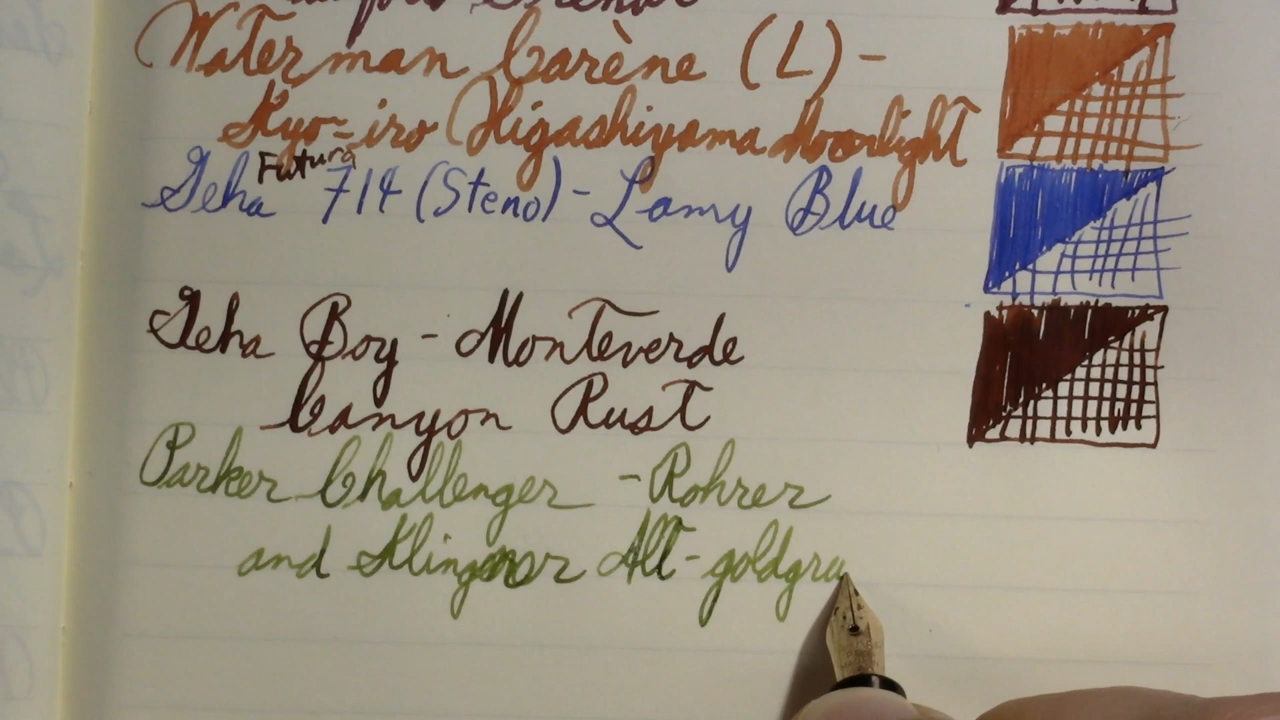 Waterman Carène (L) -
Kyo-iro Higashiyama Moonlight
Futura
Geha 714 (Steno) - Lamy Blue
Geha Boy - Monteverde
Canyon Rust
Parker Challenger - Rohrer
and Klingner Alt-goldgru